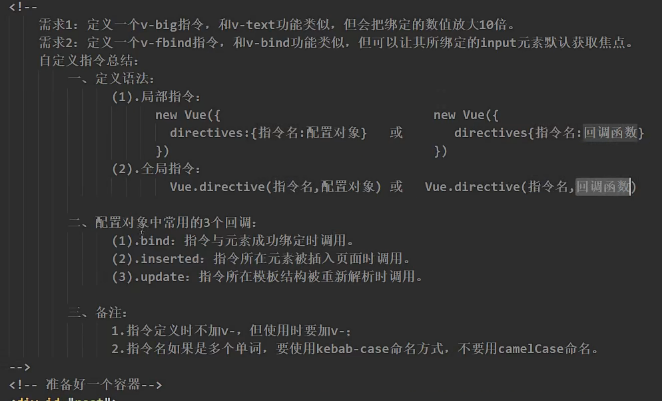 <!--
需求1：定义一个v-big指令，和v-text功能类似，但会把绑定的数值放大10倍。
需求2：定义一个v-fbind指令，和v-bind功能类似，但可以让其所绑定的input元素默认获取焦点。
自定义指令总结：
一、定义语法：
(1).局部指令：
new Vue({ new Vue({
directives:{指令名:配置对象} 或 directives{指令名:回调函数}
}) })
(2).全局指令：
Vue.directive(指令名,配置对象) 或 Vue.directive(指令名,回调函数)
二、配置对象中常用的3个回调：
(1).bind：指令与元素成功绑定时调用。
(2).inserted：指令所在元素被插入页面时调用。
(3).update：指令所在模板结构被重新解析时调用。
三、备注：
1.指令定义时不加v-，但使用时要加v-；
2.指令名如果是多个单词，要使用kebab-case命名方式，不要用camelCase命名。
-->
<!-- 准备好一个容器-->